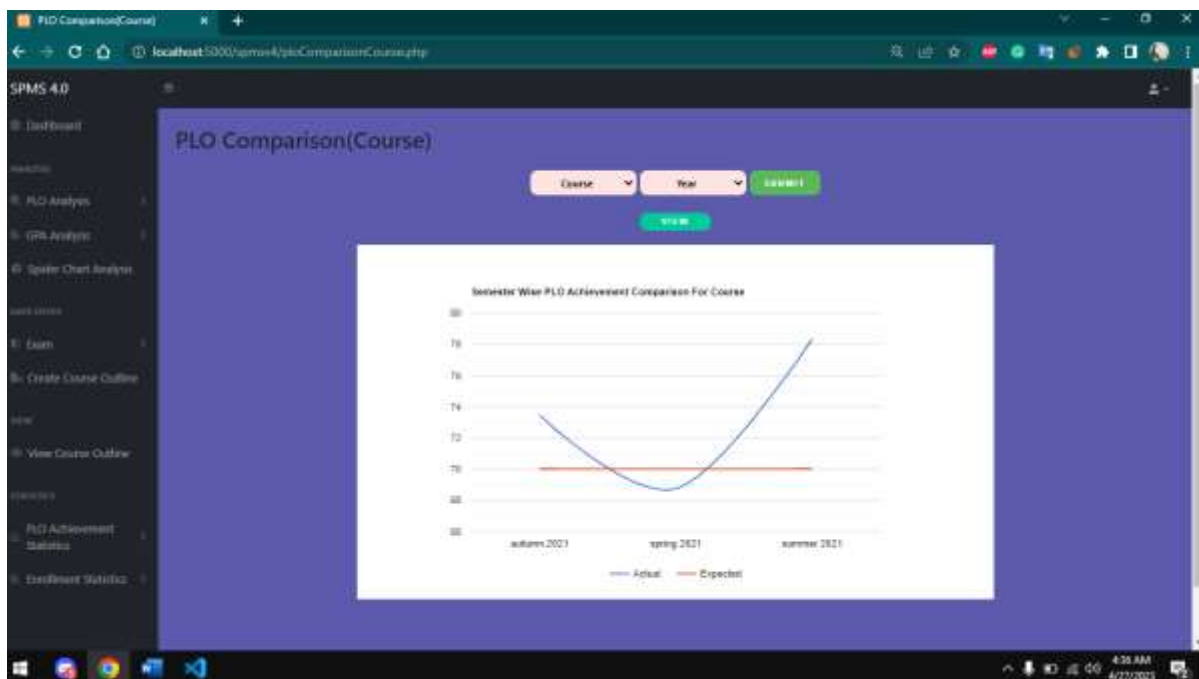 PLO Comparison(Course)
localhost:5000/spmsv4/ploComparisonCourse.php
SPMS 4.0
Dashboard
PLO Comparison(Course)
Course
Year
SUBMIT
PLO Analysis
GPA Analysis
Spider Chart Analysis
Exam
Create Course Outline
VIEW
View Course Outline
STATISTICS
PLO Achievement
Statistics
Enrollment Statistics
Semester Wise PLO Achievement Comparison For Course
80
78
76
74
72
70
68
66
autumn 2021
spring 2021
summer 2021
Actual
Expected
4:36 AM